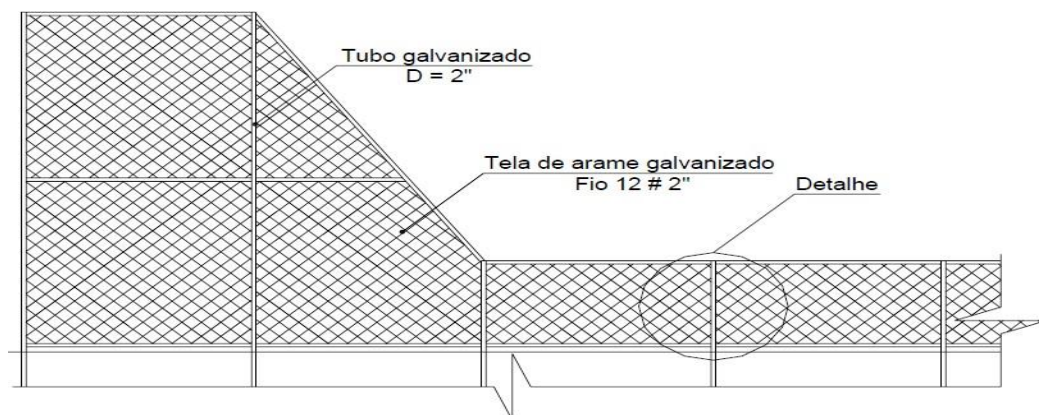 Tubo galvanizado
D = 2"
Tela de arame galvanizado
Fio 12 # 2"
Detalhe